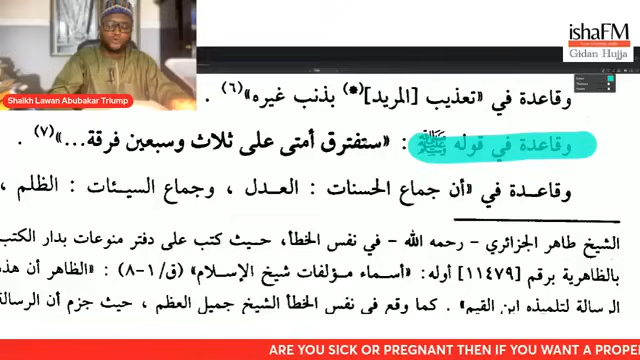 ishaFM
Gidan Hujja
Shaikh Lawan Abubakar Triump
وقاعدة في «تعذيب [المريد](*) بذنب غيره»(٦) .
وقاعدة في قوله ﷺ : «ستفترق أمتى على ثلاث وسبعين فرقة...»(٧) .
وقاعدة في «أن جماع الحسنات : العدل ، وجماع السيئات : الظلم ،
الشيخ طاهر الجزائري - رحمه الله - في نفس الخطأ، حيث كتب على دفتر منوعات بدار الكتب
بالظاهرية برقم [١١٤٧٩] أوله: «أسماء مؤلفات شيخ الإسلام» (ق/١-٨) : «الظاهر أن هذه
الرسالة لتلميذه ابن القيم» . كما وقع في نفس الخطأ الشيخ جميل العظم ، حيث جزم أن الرسالة
ARE YOU SICK OR PREGNANT THEN IF YOU WANT A PROPE